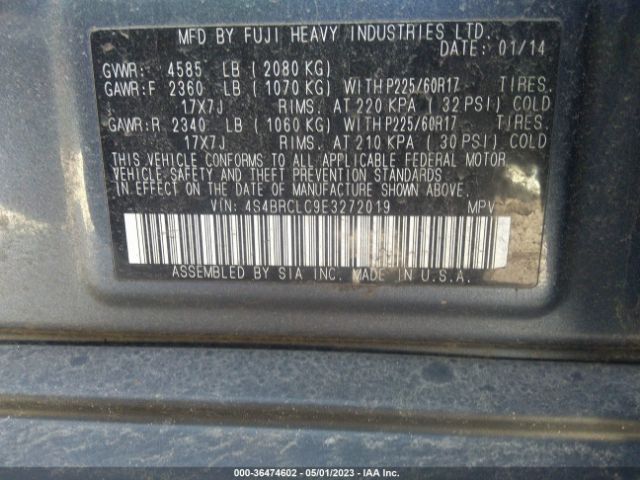 MFD BY FUJI HEAVY INDUSTRIES LTD.
DATE: 01/14
GVWR: 4585 LB ( 2080 KG)
GAWR:F 2360 LB ( 1070 KG) WITH P225/60R17 TIRES.
17X7J RIMS. AT 220 KPA ( 32 PSI) COLD
GAWR:R 2340 LB ( 1060 KG) WITH P225/60R17 TIRES.
17X7J RIMS. AT 210 KPA ( 30 PSI) COLD
THIS VEHICLE CONFORMS TO ALL APPLICABLE FEDERAL MOTOR
VEHICLE SAFETY AND THEFT PREVENTION STANDARDS
IN EFFECT ON THE DATE OF MANUFACTURE SHOWN ABOVE.
VIN: 4S4BRCLC9E3272019 MPV
ASSEMBLED BY SIA INC. MADE IN U.S.A.
000-36474602 - 05/01/2023 - IAA Inc.